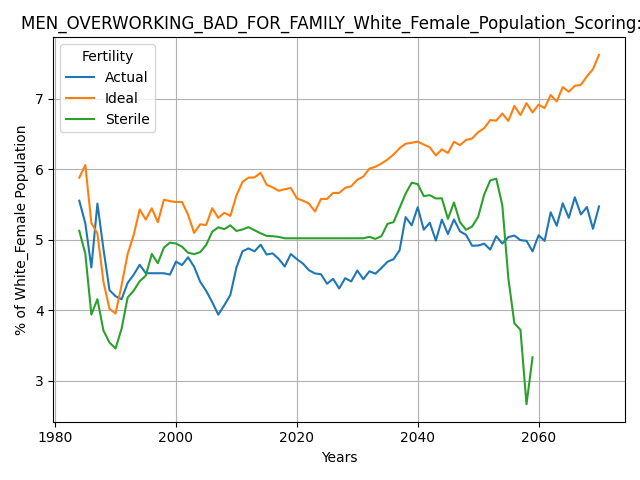 MEN_OVERWORKING_BAD_FOR_FAMILY_White_Female_Population_Scoring:
Fertility
Actual
Ideal
Sterile
% of White_Female Population
7
6
5
4
3
1980
2000
2020
2040
2060
Years